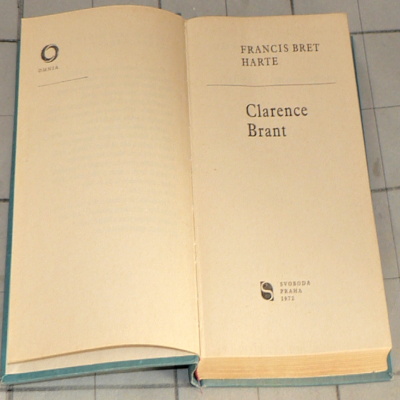 OMNIA
FRANCIS BRET
HARTE
Clarence
Brant
SVOBODA
PRAHA
1972